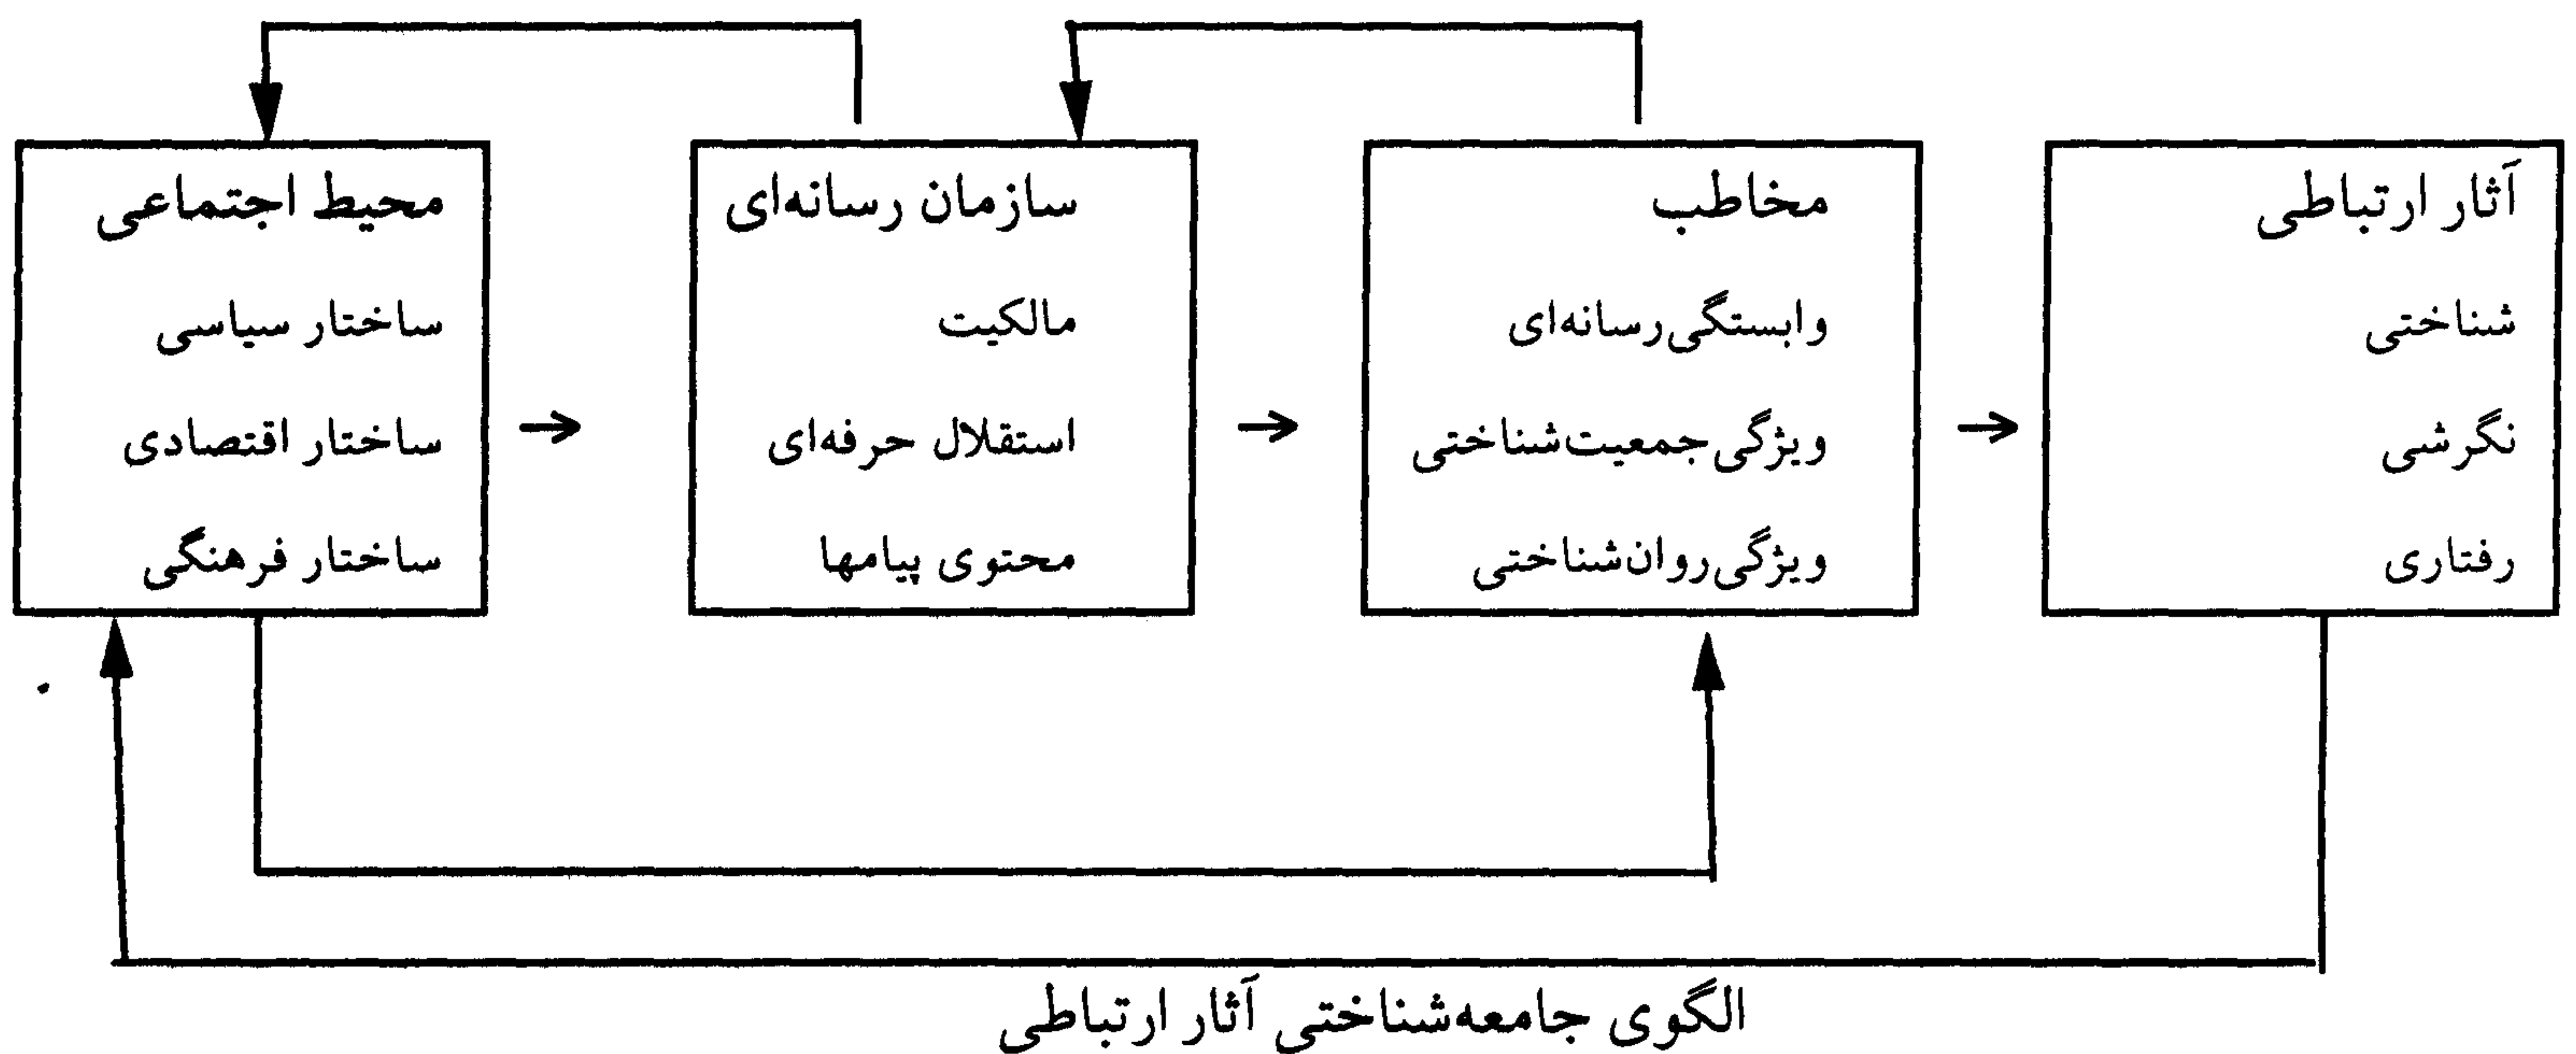 محیط اجتماعی
ساختار سیاسی
ساختار اقتصادی
ساختار فرهنگی
سازمان رسانه‌ای
مالکیت
استقلال حرفه‌ای
محتوی پیامها
مخاطب
وابستگی رسانه‌ای
ویژگی جمعیت‌شناختی
ویژگی روان‌شناختی
آثار ارتباطی
شناختی
نگرشی
رفتاری
الگوی جامعه‌شناختی آثار ارتباطی